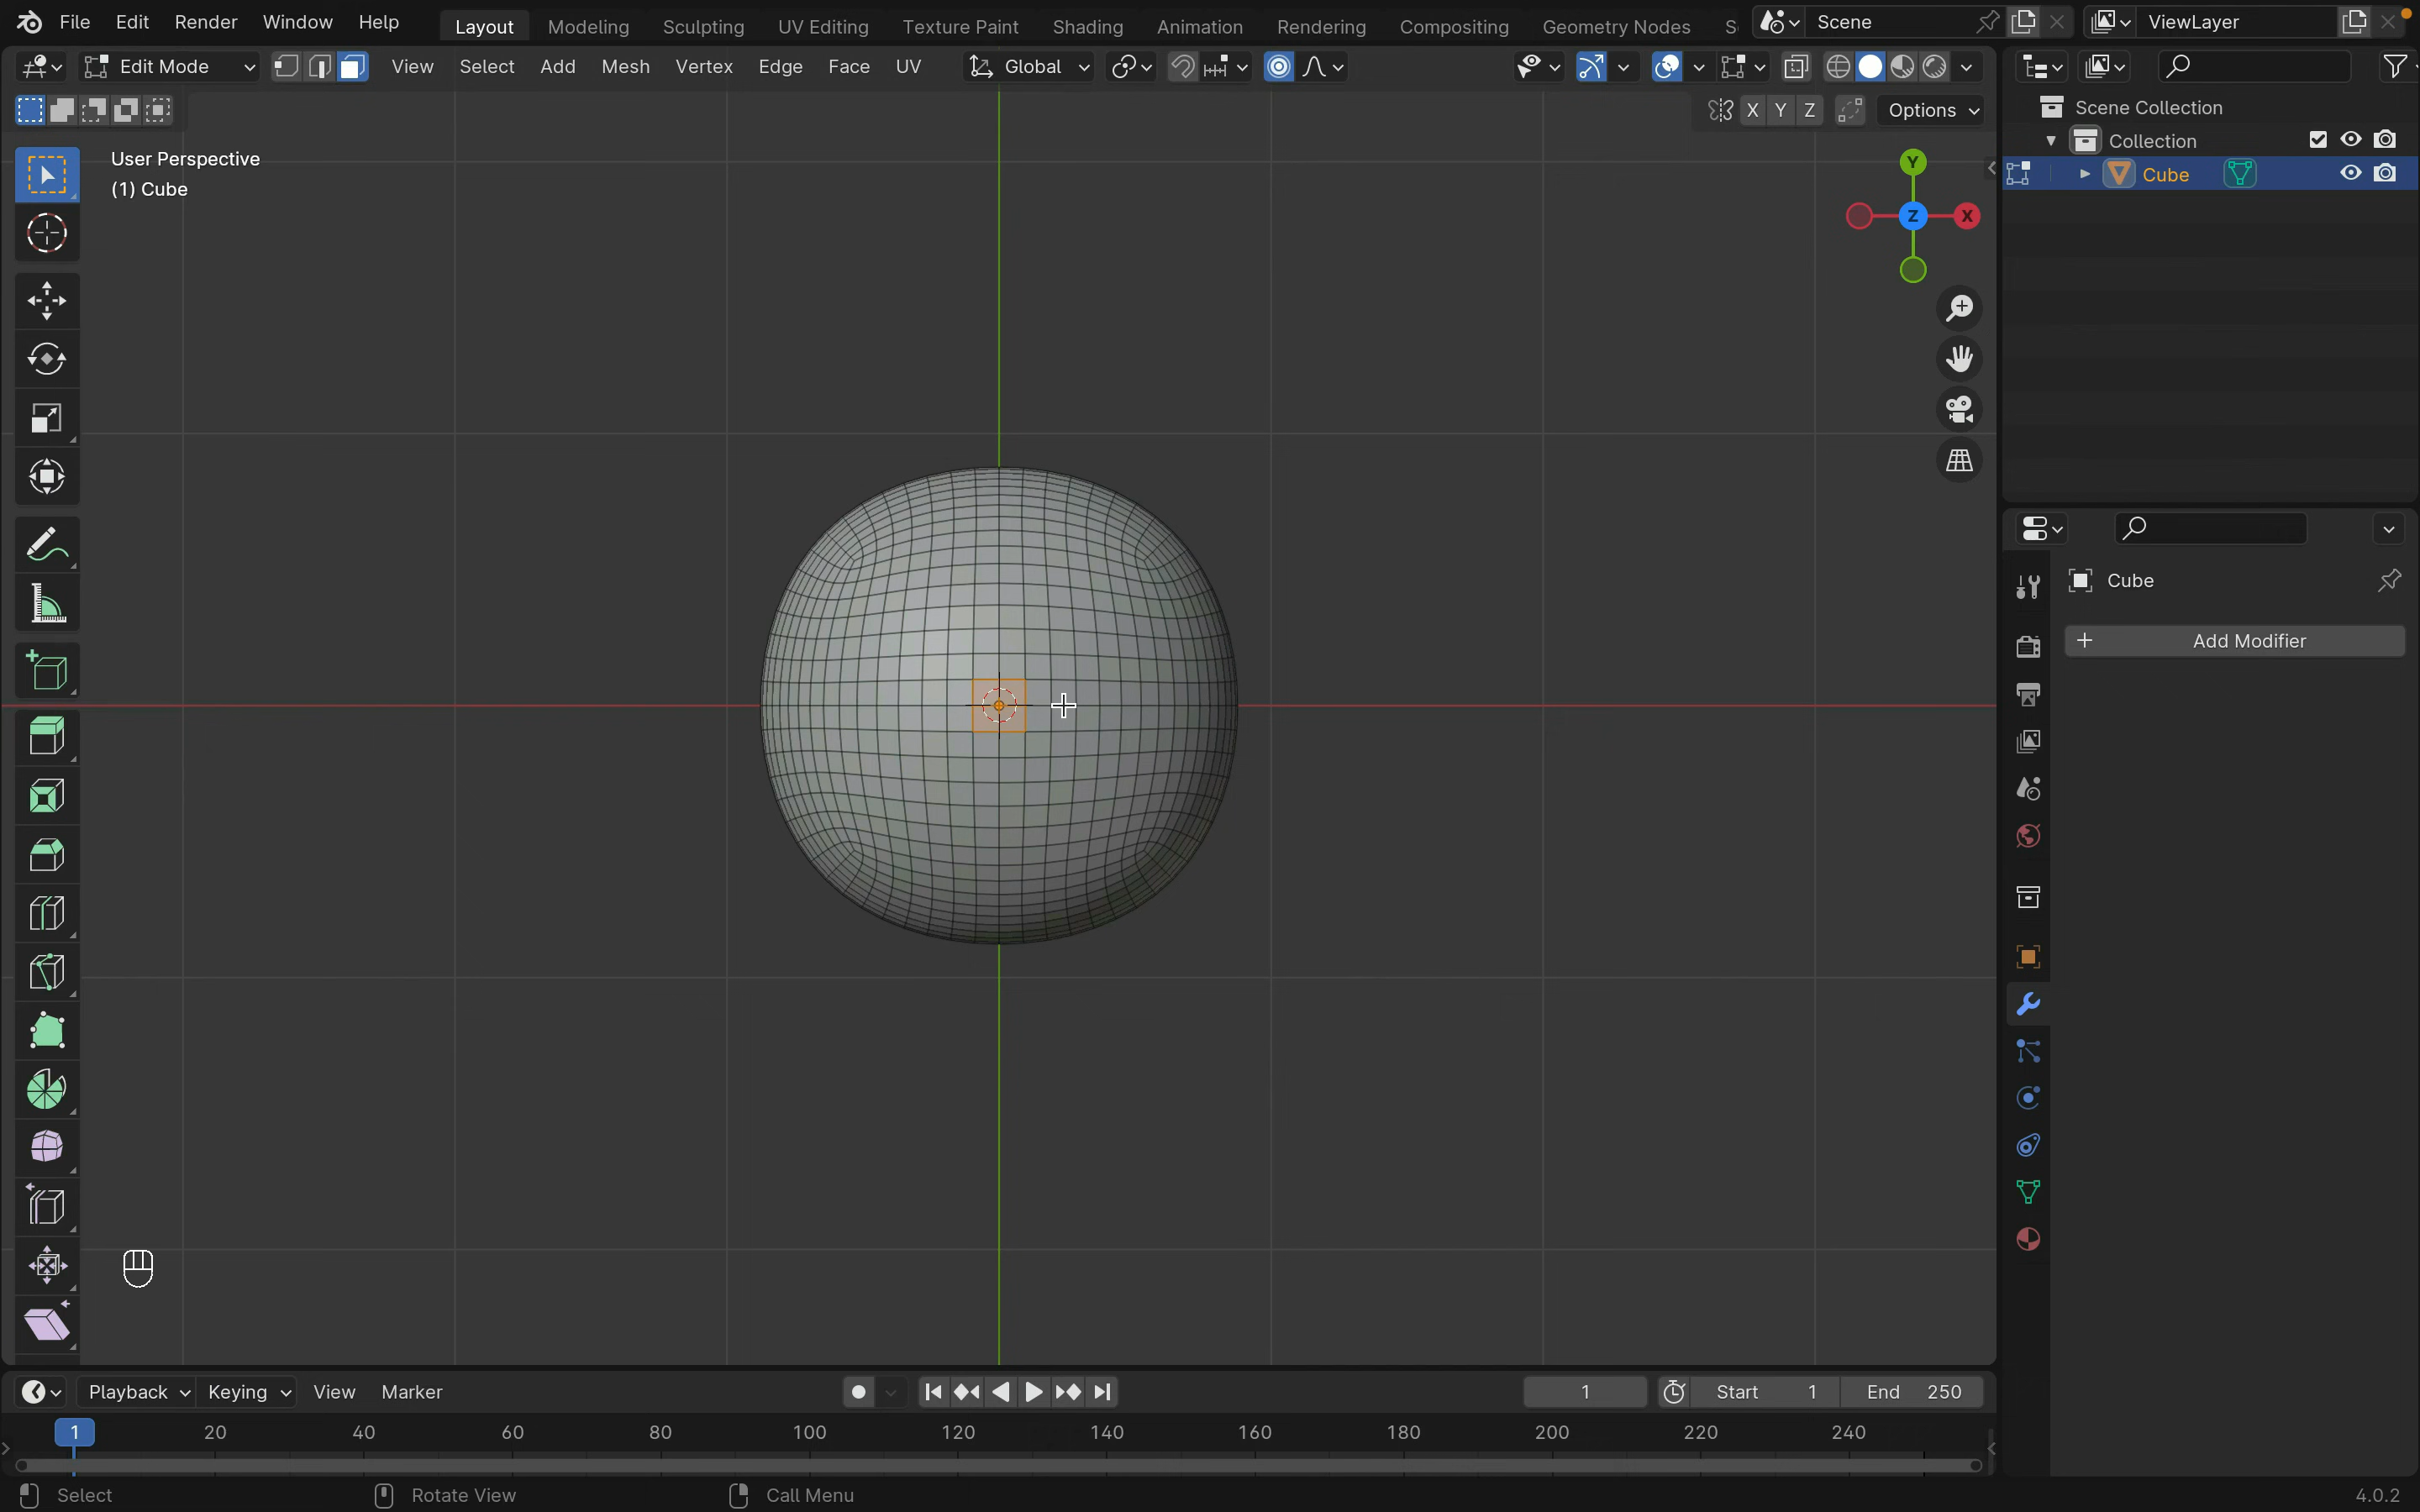 File Edit Render Window Help Layout Modeling Sculpting UV Editing Texture Paint Shading Animation Rendering Compositing Geometry Nodes S Scene ViewLayer
Edit Mode View Select Add Mesh Vertex Edge Face UV Global
X Y Z Options
Scene Collection
Collection
Cube
User Perspective
(1) Cube
Y
Z X
Cube
Add Modifier
Playback Keying View Marker 1 Start 1 End 250
1 20 40 60 80 100 120 140 160 180 200 220 240
Select Rotate View Call Menu 4.0.2